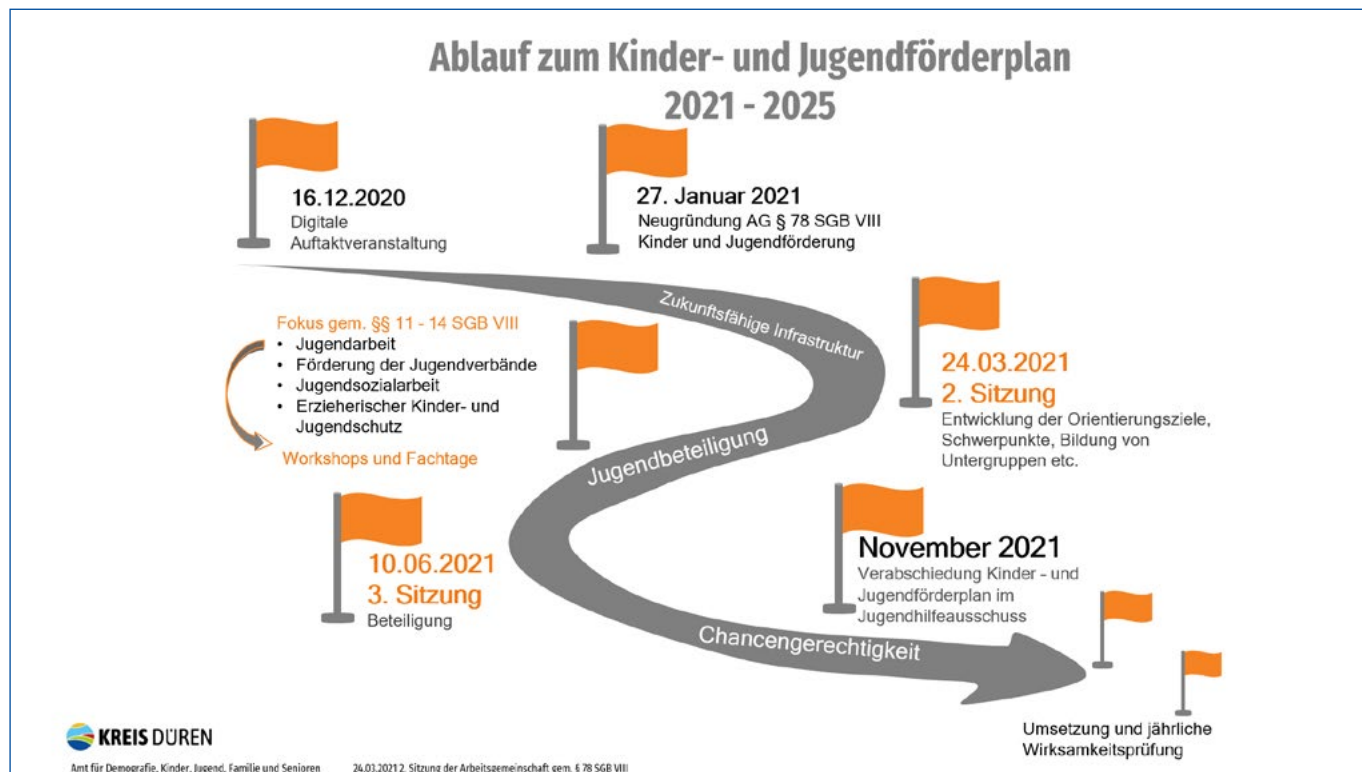 Ablauf zum Kinder- und Jugendförderplan
2021 - 2025
16.12.2020
Digitale
Auftaktveranstaltung
27. Januar 2021
Neugründung AG § 78 SGB VIII
Kinder und Jugendförderung
Zukunftsfähige Infrastruktur
Fokus gem. §§ 11 - 14 SGB VIII
• Jugendarbeit
• Förderung der Jugendverbände
• Jugendsozialarbeit
• Erzieherischer Kinder- und
Jugendschutz
Workshops und Fachtage
24.03.2021
2. Sitzung
Entwicklung der Orientierungsziele,
Schwerpunkte, Bildung von
Untergruppen etc.
Jugendbeteiligung
10.06.2021
3. Sitzung
Beteiligung
November 2021
Verabschiedung Kinder - und
Jugendförderplan im
Jugendhilfeausschuss
Chancengerechtigkeit
Umsetzung und jährliche
Wirksamkeitsprüfung
KREIS DÜREN
Amt für Demografie, Kinder, Jugend, Familie und Senioren
24.03.2021 2. Sitzung der Arbeitsgemeinschaft gem. § 78 SGB VIII